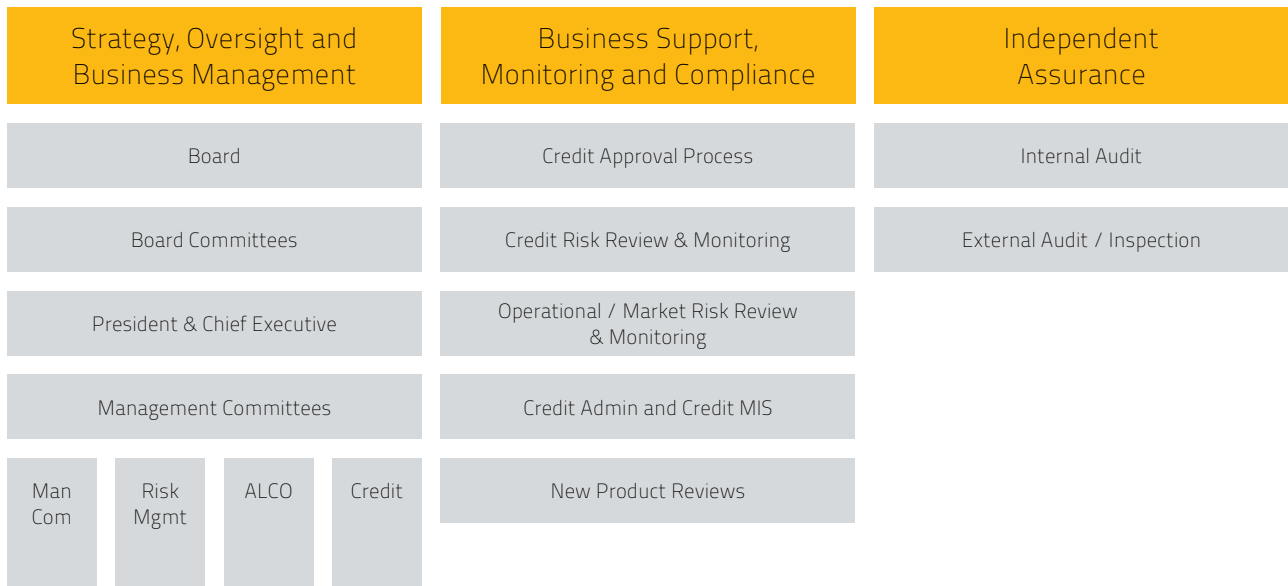 Strategy, Oversight and
Business Management
Business Support,
Monitoring and Compliance
Independent
Assurance
Board
Credit Approval Process
Internal Audit
Board Committees
Credit Risk Review & Monitoring
External Audit / Inspection
President & Chief Executive
Operational / Market Risk Review
& Monitoring
Management Committees
Credit Admin and Credit MIS
Man
Com
Risk
Mgmt
ALCO
Credit
New Product Reviews